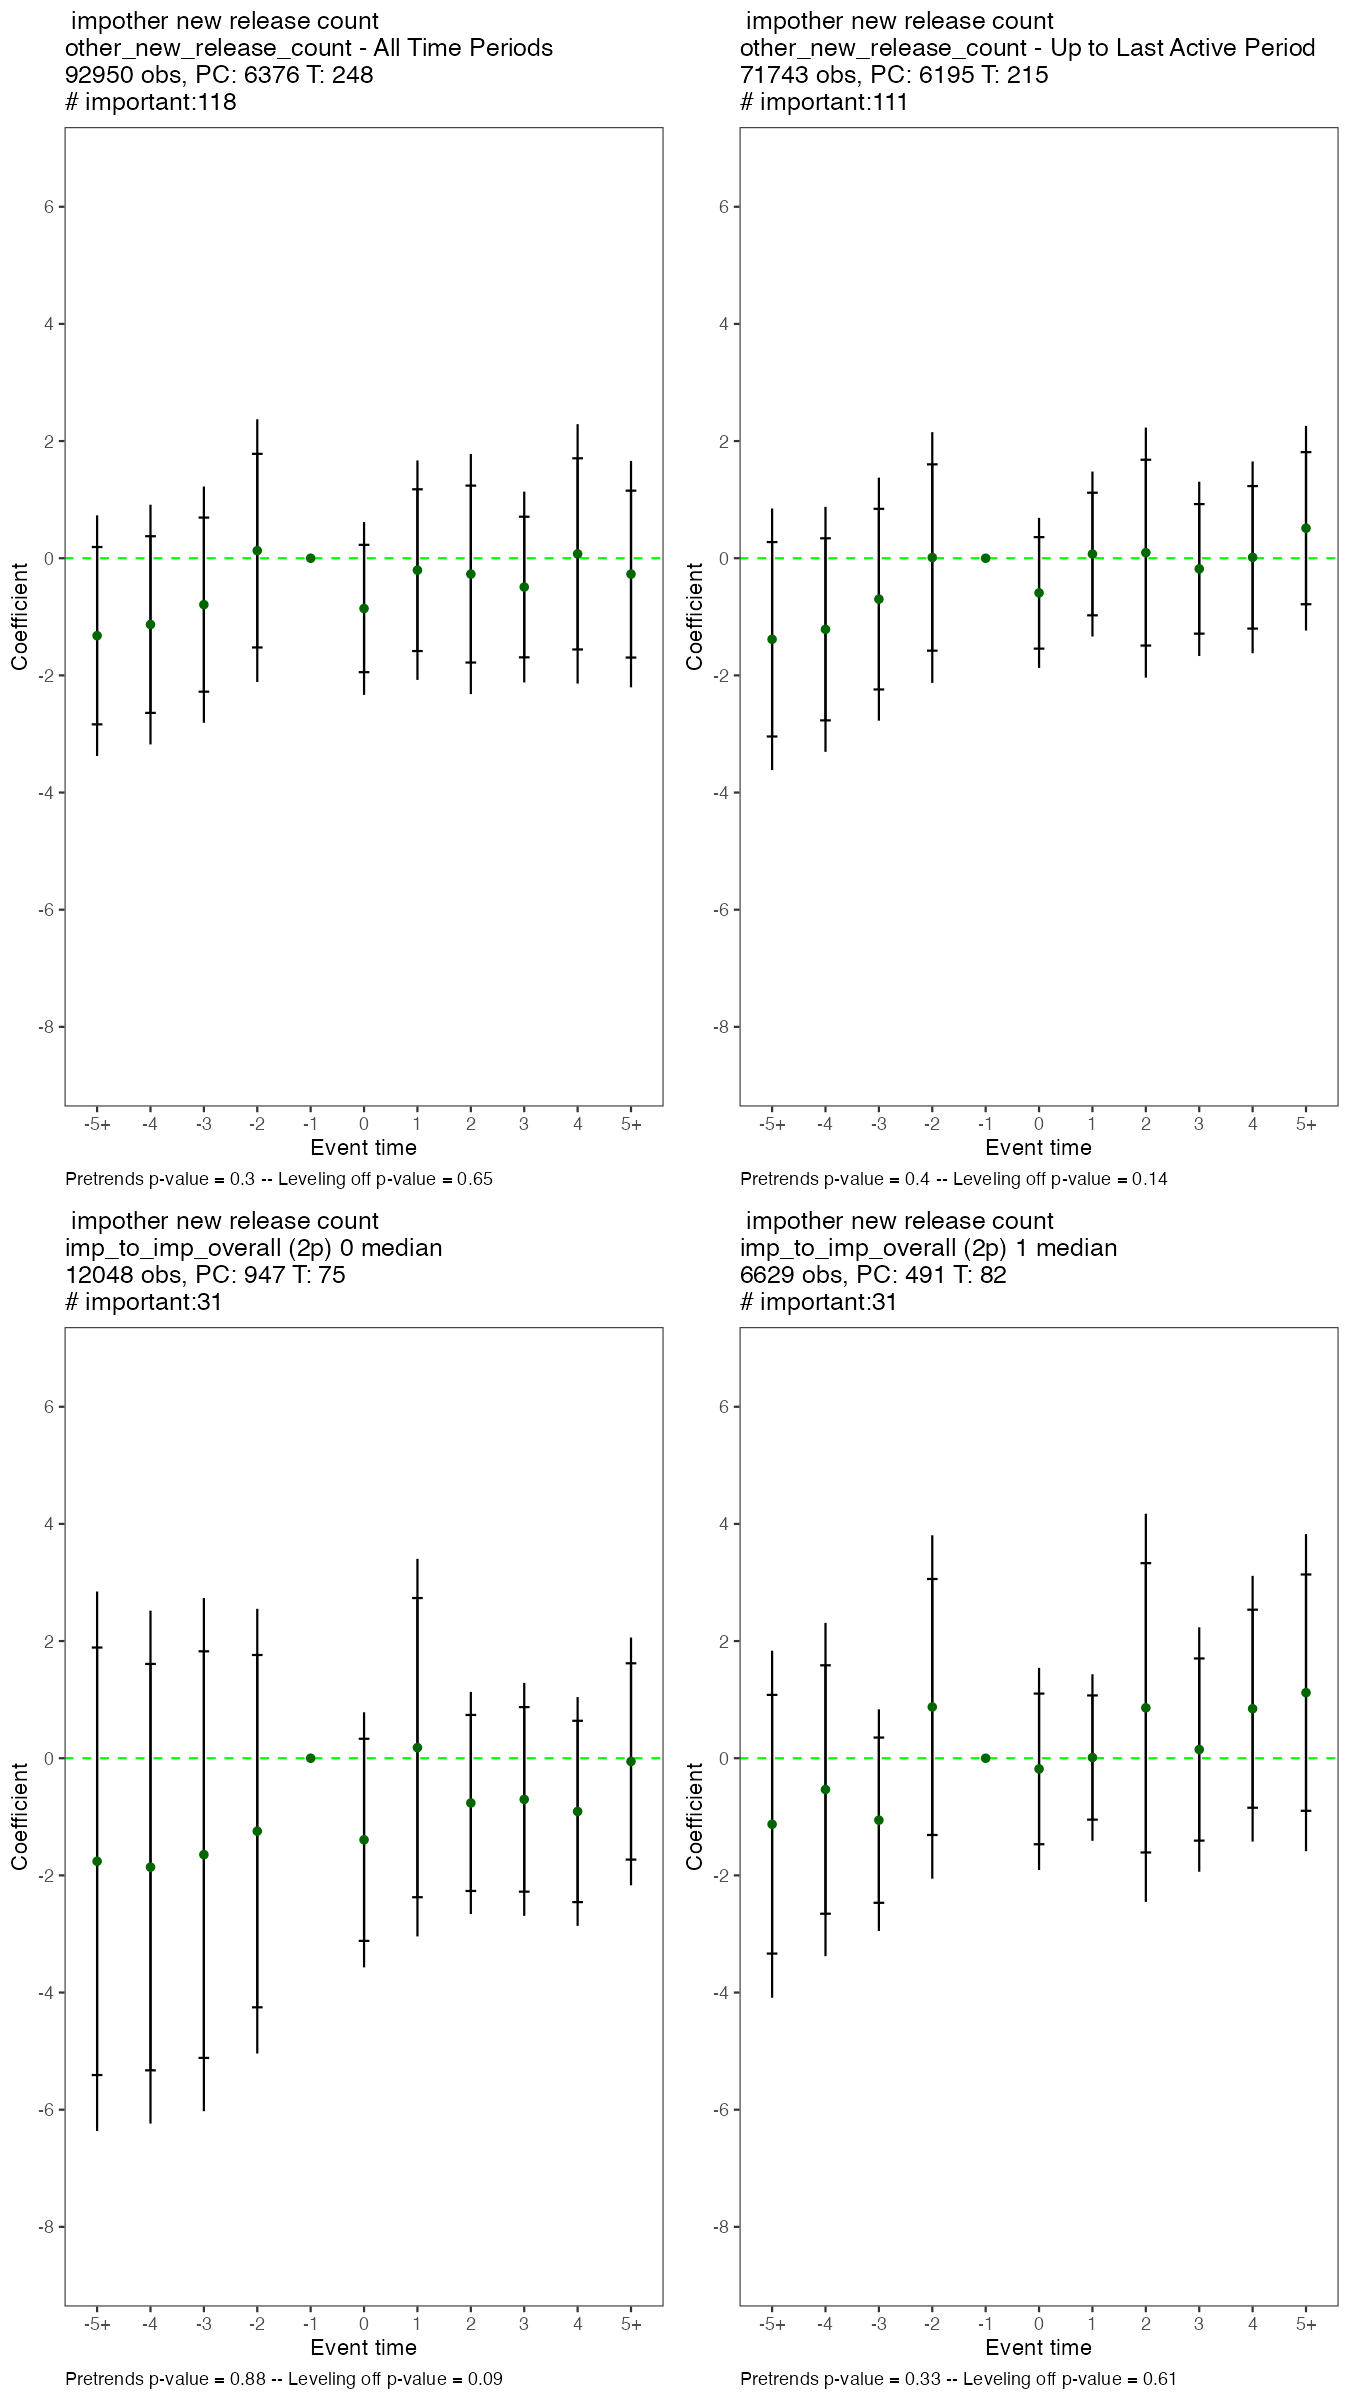 impother new release count
other_new_release_count - All Time Periods
92950 obs, PC: 6376 T: 248
# important:118
6
4
2
0
-2
-4
-6
-8
Coefficient
-5+ -4 -3 -2 -1 0 1 2 3 4 5+
Event time
Pretrends p-value = 0.3 -- Leveling off p-value = 0.65
impother new release count
other_new_release_count - Up to Last Active Period
71743 obs, PC: 6195 T: 215
# important:111
6
4
2
0
-2
-4
-6
-8
Coefficient
-5+ -4 -3 -2 -1 0 1 2 3 4 5+
Event time
Pretrends p-value = 0.4 -- Leveling off p-value = 0.14
impother new release count
imp_to_imp_overall (2p) 0 median
12048 obs, PC: 947 T: 75
# important:31
6
4
2
0
-2
-4
-6
-8
Coefficient
-5+ -4 -3 -2 -1 0 1 2 3 4 5+
Event time
Pretrends p-value = 0.88 -- Leveling off p-value = 0.09
impother new release count
imp_to_imp_overall (2p) 1 median
6629 obs, PC: 491 T: 82
# important:31
6
4
2
0
-2
-4
-6
-8
Coefficient
-5+ -4 -3 -2 -1 0 1 2 3 4 5+
Event time
Pretrends p-value = 0.33 -- Leveling off p-value = 0.61